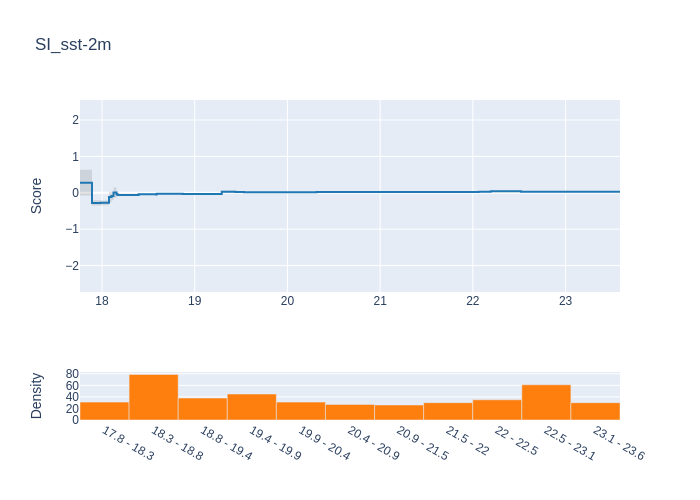 SI_sst-2m
Score
2
1
0
−1
−2
18 19 20 21 22 23
Density
80
60
40
20
0
17.8 - 18.3
18.3 - 18.8
18.8 - 19.4
19.4 - 19.9
19.9 - 20.4
20.4 - 20.9
20.9 - 21.5
21.5 - 22
22 - 22.5
22.5 - 23.1
23.1 - 23.6